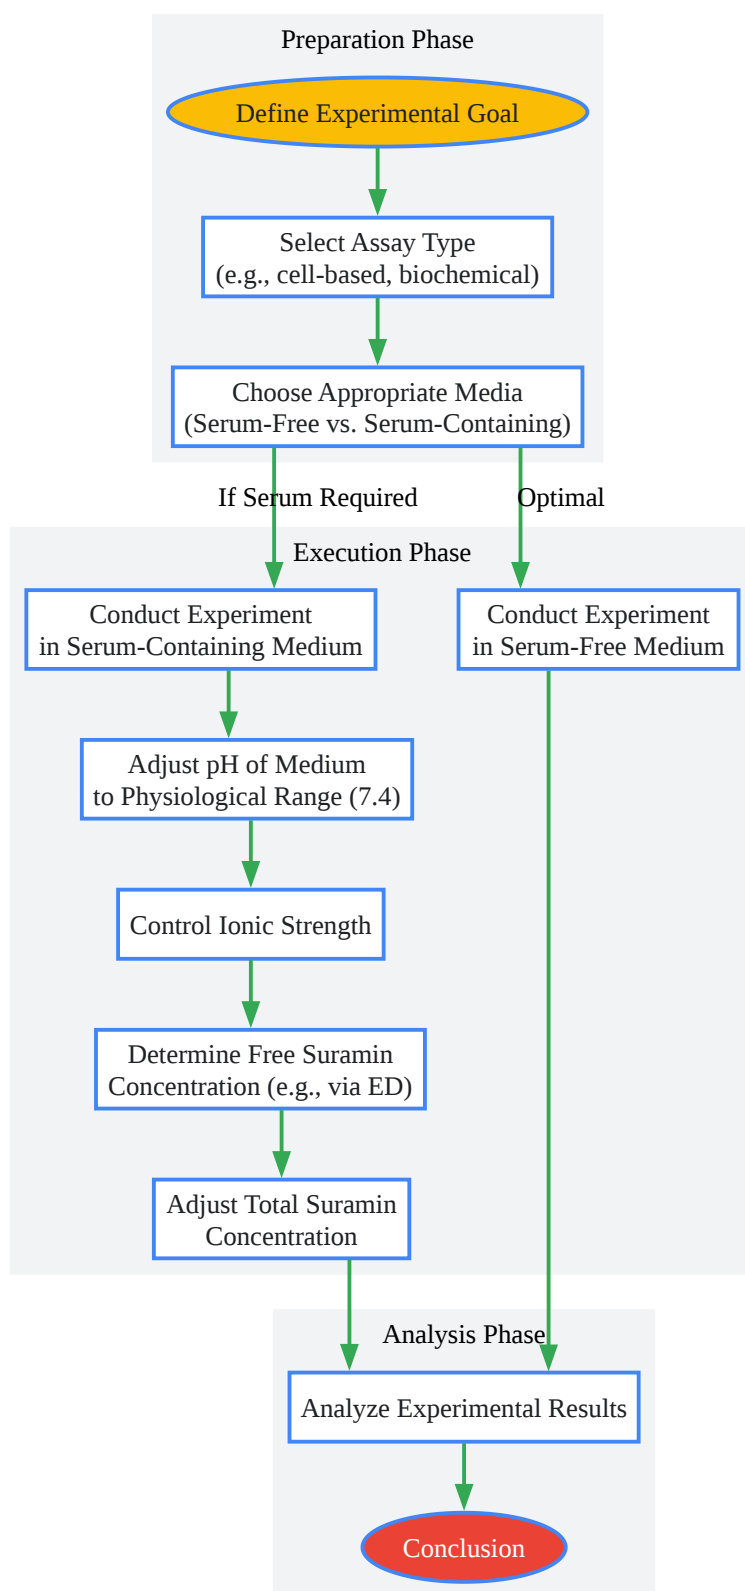 Preparation Phase
Define Experimental Goal
Select Assay Type
(e.g., cell-based, biochemical)
Choose Appropriate Media
(Serum-Free vs. Serum-Containing)
If Serum Required
Optimal
Execution Phase
Conduct Experiment
in Serum-Containing Medium
Conduct Experiment
in Serum-Free Medium
Adjust pH of Medium
to Physiological Range (7.4)
Control Ionic Strength
Determine Free Suramin
Concentration (e.g., via ED)
Adjust Total Suramin
Concentration
Analysis Phase
Analyze Experimental Results
Conclusion